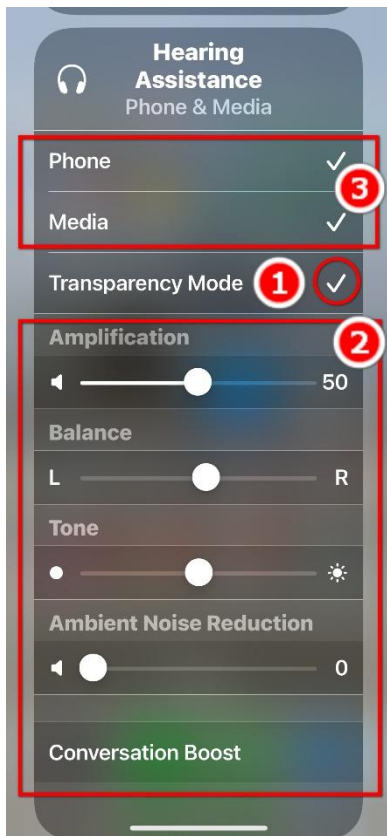 Hearing
Assistance
Phone & Media
Phone
3
Media
Transparency Mode 1
Amplification
2
50
Balance
L R
Tone
Ambient Noise Reduction
0
Conversation Boost